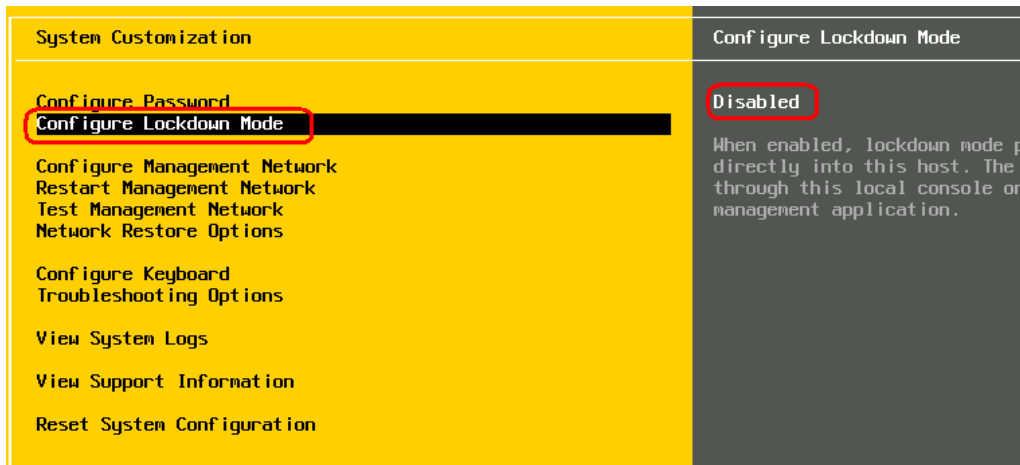 System Customization
Configure Password
Configure Lockdown Mode
Configure Management Network
Restart Management Network
Test Management Network
Network Restore Options
Configure Keyboard
Troubleshooting Options
View System Logs
View Support Information
Reset System Configuration
Configure Lockdown Mode
Disabled
When enabled, lockdown mode
directly into this host. The
through this local console or
management application.